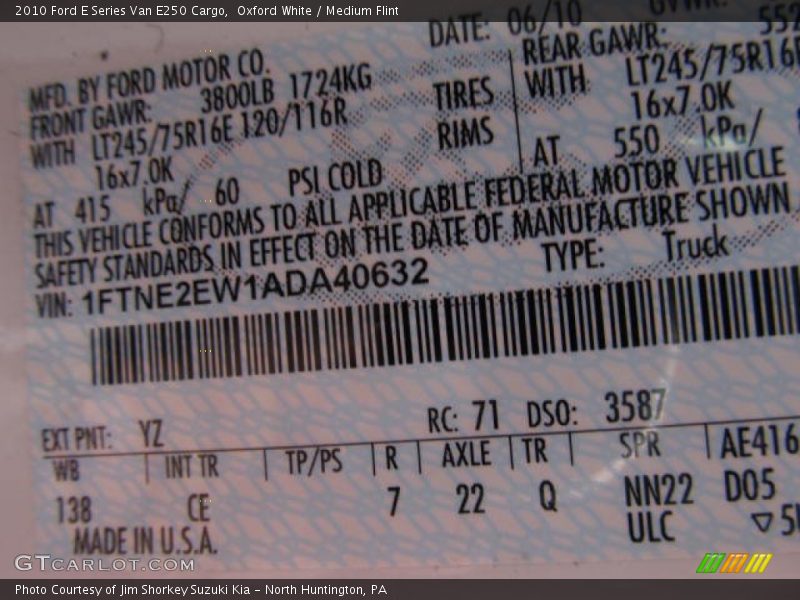 2010 Ford E Series Van E250 Cargo, Oxford White / Medium Flint
DATE: 06/10
MFD. BY FORD MOTOR CO.
FRONT GAWR: 3800LB 1724KG
WITH LT245/75R16E 120/116R TIRES
16x7.0K RIMS
AT 415 kPa/ 60 PSI COLD
REAR GAWR: 552
WITH LT245/75R16E
16x7.0K
AT 550 kPa/
THIS VEHICLE CONFORMS TO ALL APPLICABLE FEDERAL MOTOR VEHICLE
SAFETY STANDARDS IN EFFECT ON THE DATE OF MANUFACTURE SHOWN
VIN: 1FTNE2EW1ADA40632 TYPE: Truck
EXT PNT: YZ RC: 71 DSO: 3587
WB INT TR TP/PS R AXLE TR SPR AE416
138 CE 7 22 Q NN22 D05
MADE IN U.S.A. ULC
GTCARLOT.COM
Photo Courtesy of Jim Shorkey Suzuki Kia - North Huntington, PA